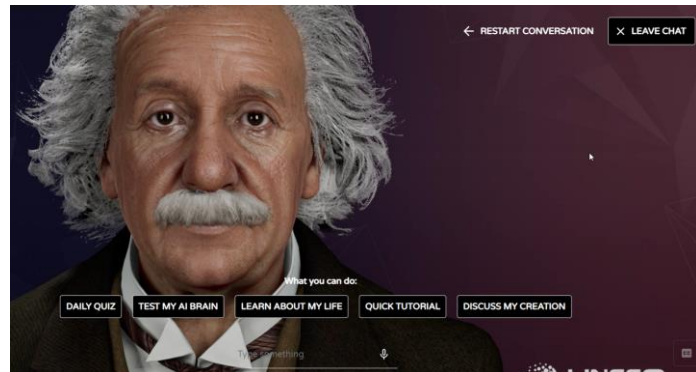 RESTART CONVERSATION
LEAVE CHAT
What you can do:
DAILY QUIZ
TEST MY AI BRAIN
LEARN ABOUT MY LIFE
QUICK TUTORIAL
DISCUSS MY CREATION
Type something